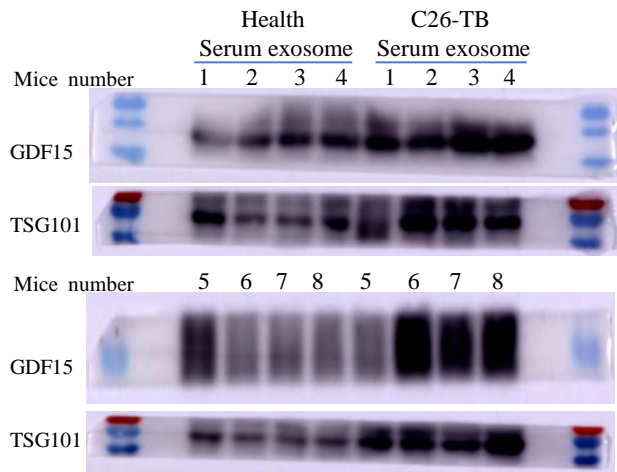 Health C26-TB
Serum exosome Serum exosome
Mice number 1 2 3 4 1 2 3 4
GDF15
TSG101
Mice number 5 6 7 8 5 6 7 8
GDF15
TSG101